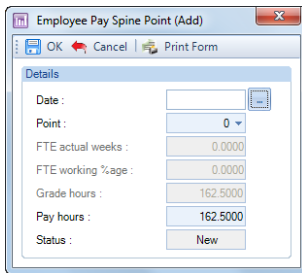 Employee Pay Spine Point (Add)
OK Cancel Print Form
Details
Date :
...
Point : 0
FTE actual weeks : 0.0000
FTE working %age : 0.0000
Grade hours : 162.5000
Pay hours : 162.5000
Status : New